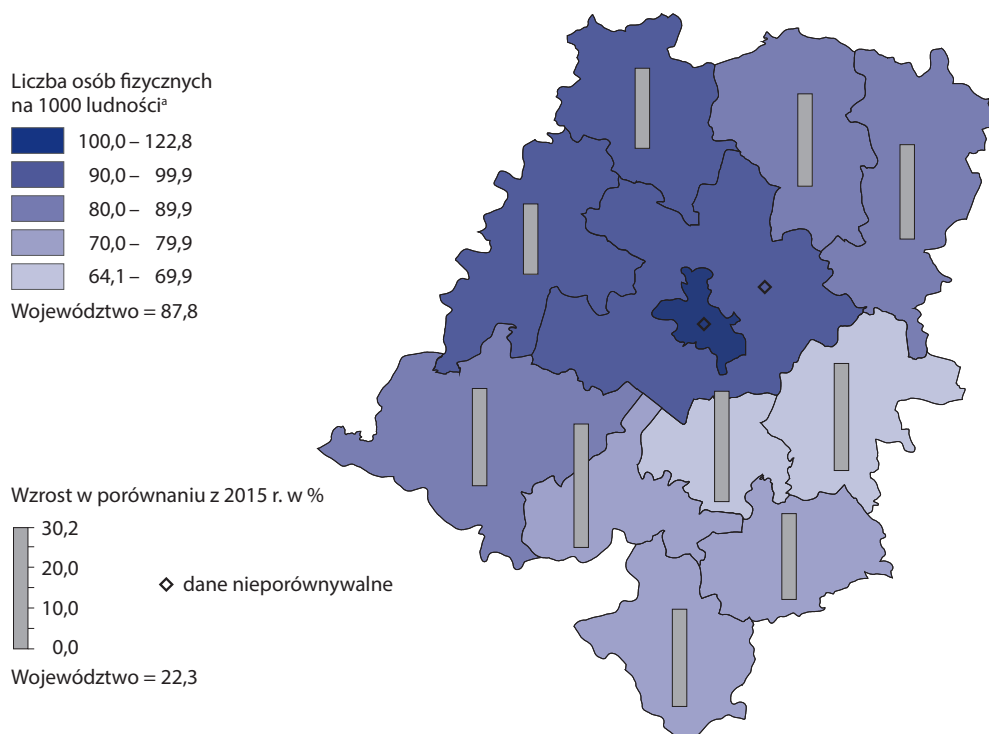 Liczba osób fizycznych
na 1000 ludnościᵃ
100,0 – 122,8
90,0 – 99,9
80,0 – 89,9
70,0 – 79,9
64,1 – 69,9
Województwo = 87,8
Wzrost w porównaniu z 2015 r. w %
30,2
20,0
10,0
0,0
dane nieporównywalne
Województwo = 22,3